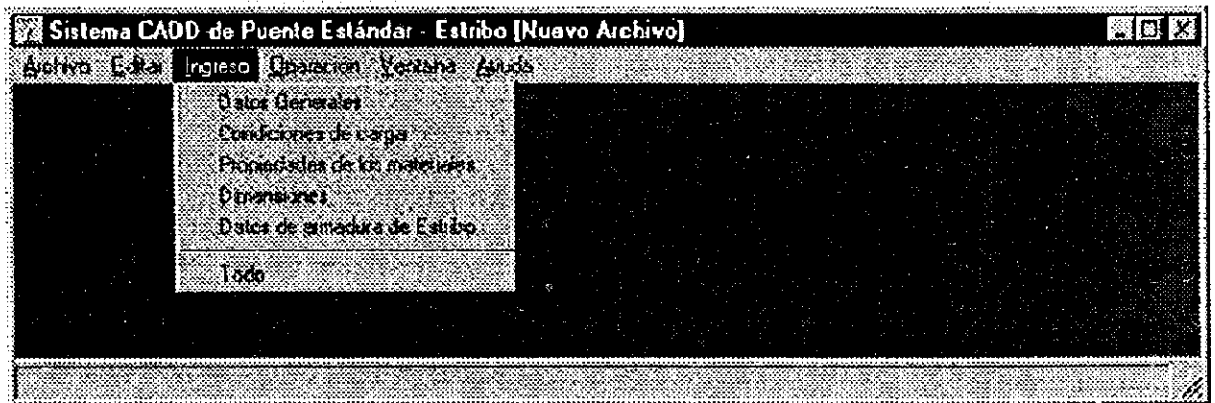 Sistema CADD de Puente Estándar - Estribo [Nuevo Archivo]
Archivo Editar Ingreso Operacion Ventana Ayuda
Datos Generales
Condiciones de carga
Propiedades de los materiales
Dimensiones
Datos de armadura de Estribo
Todo